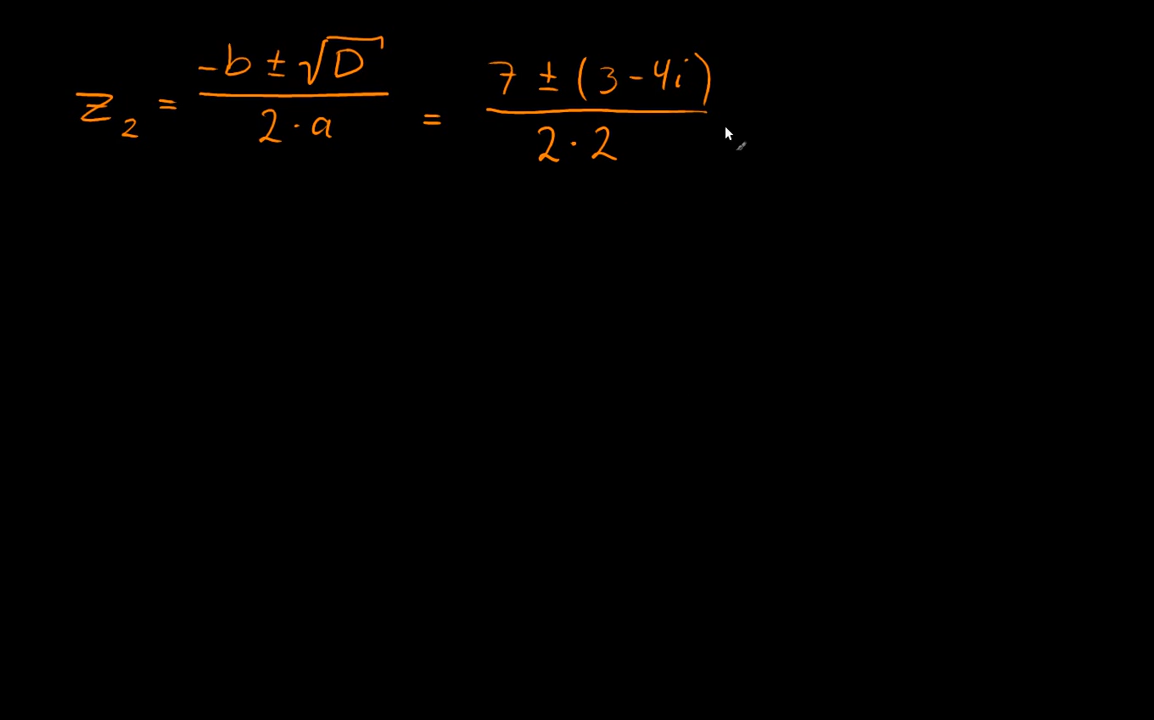 z₂ = (-b ± √D) / (2 · a) = (7 ± (3 - 4i)) / (2 · 2)